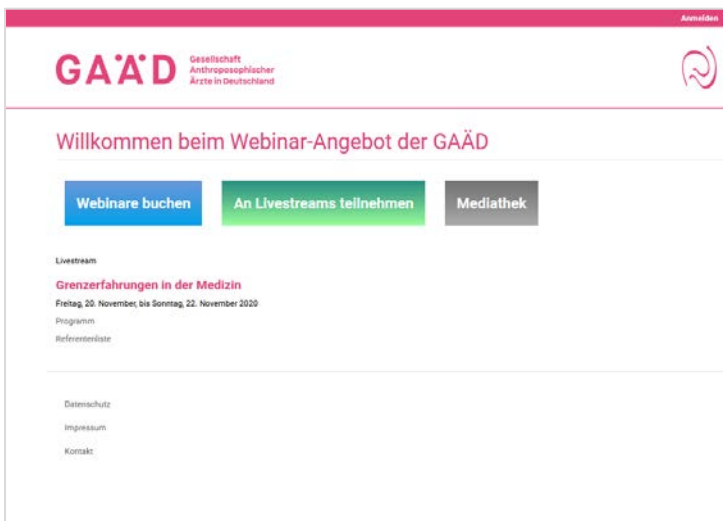 Anmelden
GAÄD
Gesellschaft
Anthroposophischer
Ärzte in Deutschland
Willkommen beim Webinar-Angebot der GAÄD
Webinare buchen
An Livestreams teilnehmen
Mediathek
Livestream
Grenzerfahrungen in der Medizin
Freitag, 20. November, bis Sonntag, 22. November 2020
Programm
Referentenliste
Datenschutz
Impressum
Kontakt